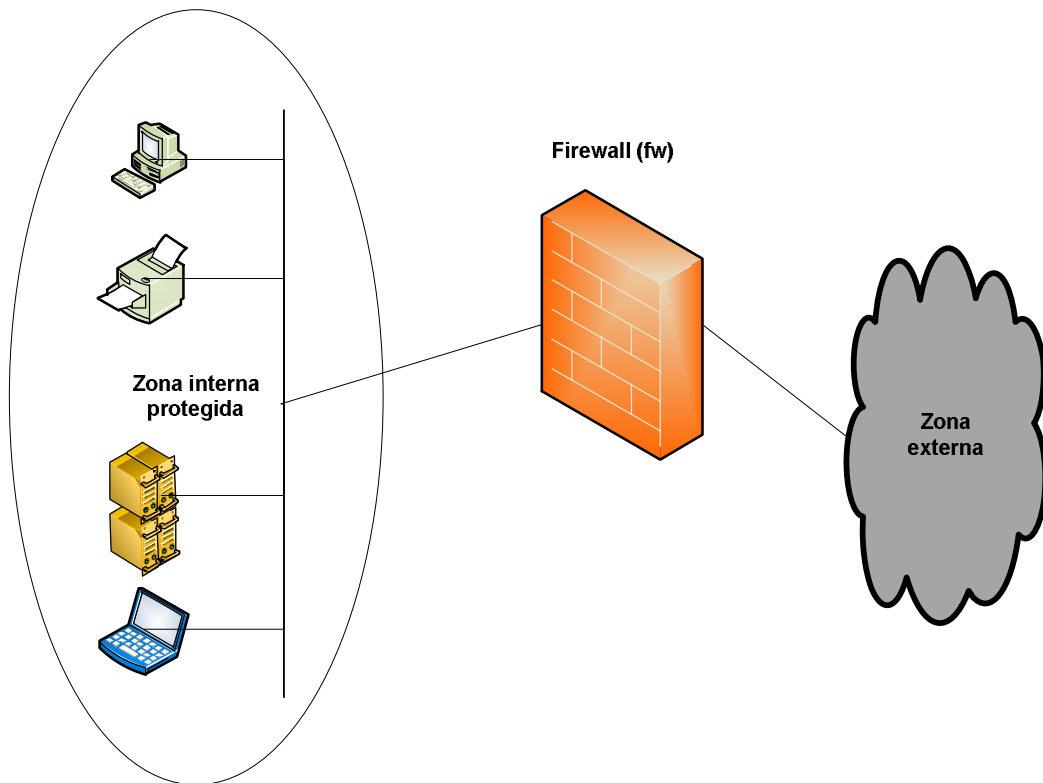 Firewall (fw)
Zona interna
protegida
Zona
externa